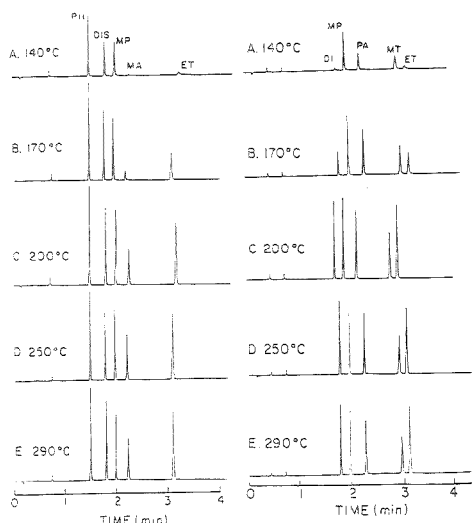 PH
DIS
MP
MA
ET
A. 140°C
B. 170°C
C. 200°C
D. 250°C
E. 290°C
0 1 2 3 4
TIME (min)
MP
DI
PA
MT
ET
A. 140°C
B. 170°C
C. 200°C
D. 250°C
E. 290°C
0 1 2 3 4
TIME (min)